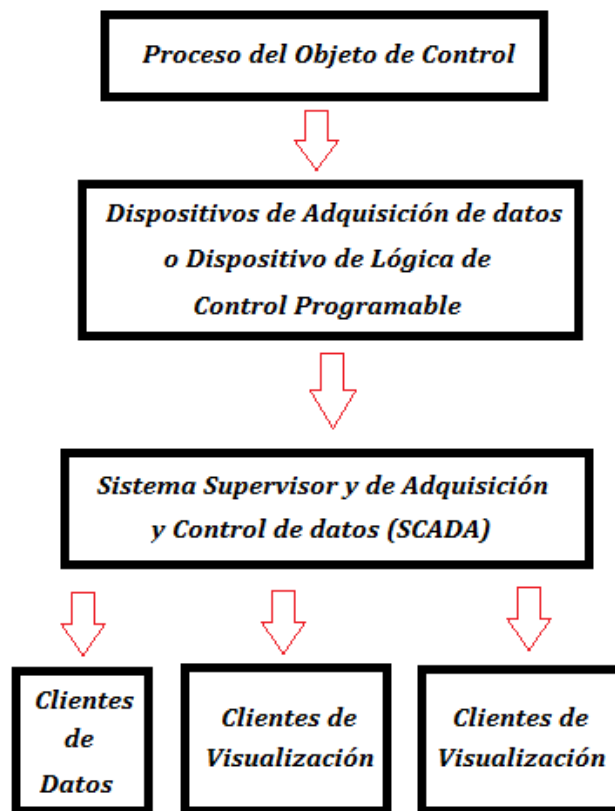 Proceso del Objeto de Control
Dispositivos de Adquisición de datos
o Dispositivo de Lógica de
Control Programable
Sistema Supervisor y de Adquisición
y Control de datos (SCADA)
Clientes
de
Datos
Clientes de
Visualización
Clientes de
Visualización